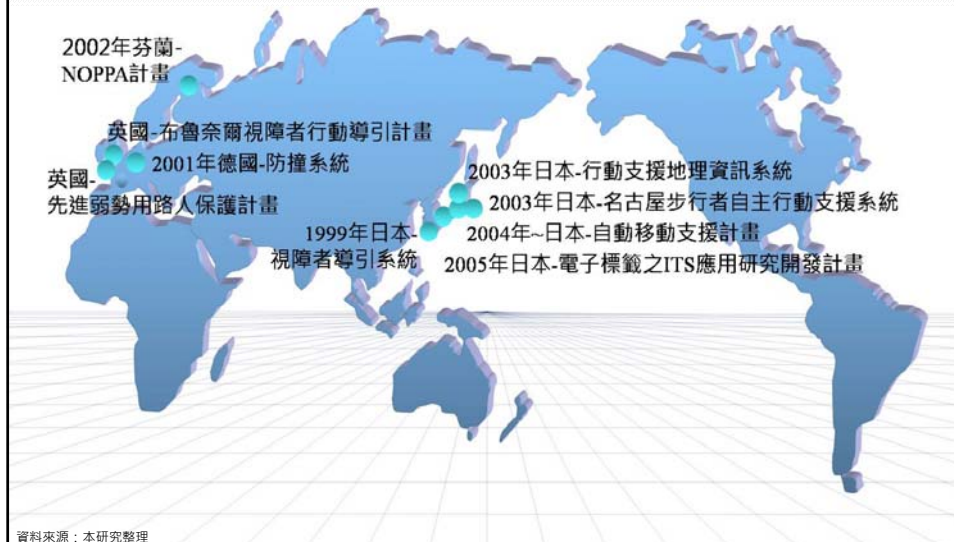 2002年芬蘭-
NOPPA計畫
英國-布魯奈爾視障者行動導引計畫
2001年德國-防撞系統
英國-
先進弱勢用路人保護計畫
2003年日本-行動支援地理資訊系統
2003年日本-名古屋步行者自主行動支援系統
1999年日本-
視障者導引系統
2004年~日本-自動移動支援計畫
2005年日本-電子標籤之ITS應用研究開發計畫
資料來源：本研究整理